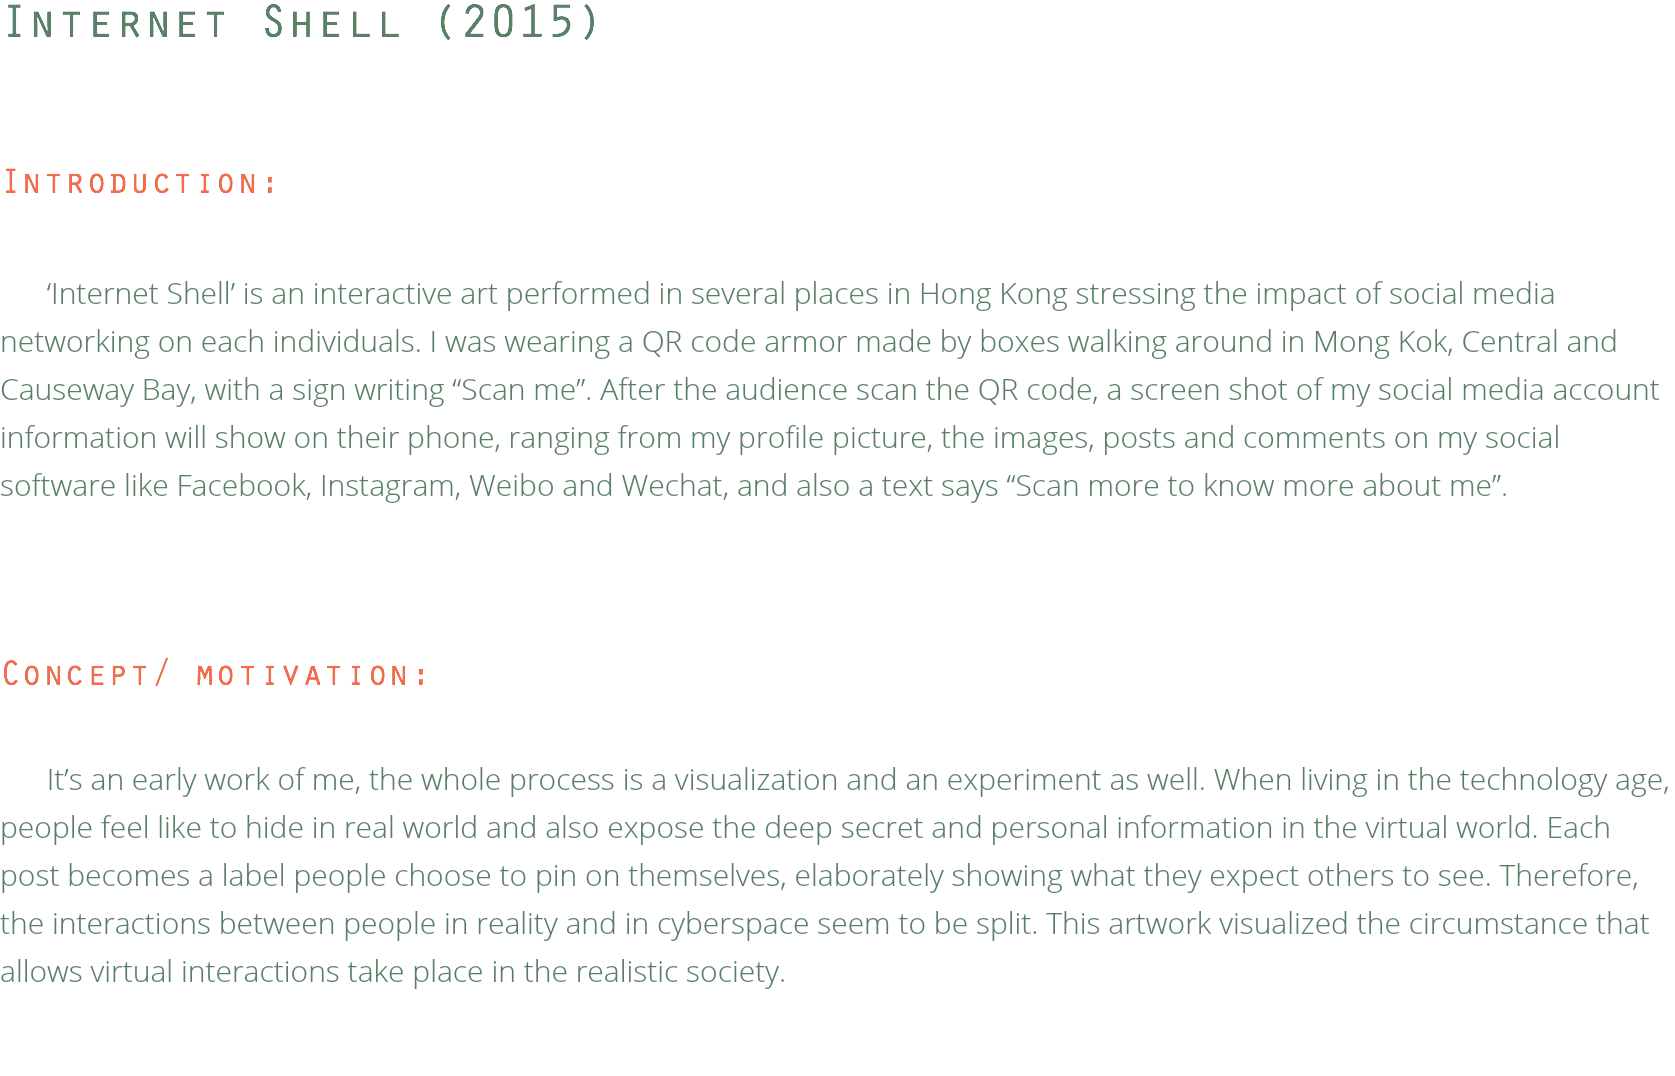 Internet Shell (2015)
Introduction:
‘Internet Shell’ is an interactive art performed in several places in Hong Kong stressing the impact of social media
networking on each individuals. I was wearing a QR code armor made by boxes walking around in Mong Kok, Central and
Causeway Bay, with a sign writing “Scan me”. After the audience scan the QR code, a screen shot of my social media account
information will show on their phone, ranging from my profile picture, the images, posts and comments on my social
software like Facebook, Instagram, Weibo and Wechat, and also a text says “Scan more to know more about me”.
Concept/ motivation:
It’s an early work of me, the whole process is a visualization and an experiment as well. When living in the technology age,
people feel like to hide in real world and also expose the deep secret and personal information in the virtual world. Each
post becomes a label people choose to pin on themselves, elaborately showing what they expect others to see. Therefore,
the interactions between people in reality and in cyberspace seem to be split. This artwork visualized the circumstance that
allows virtual interactions take place in the realistic society.